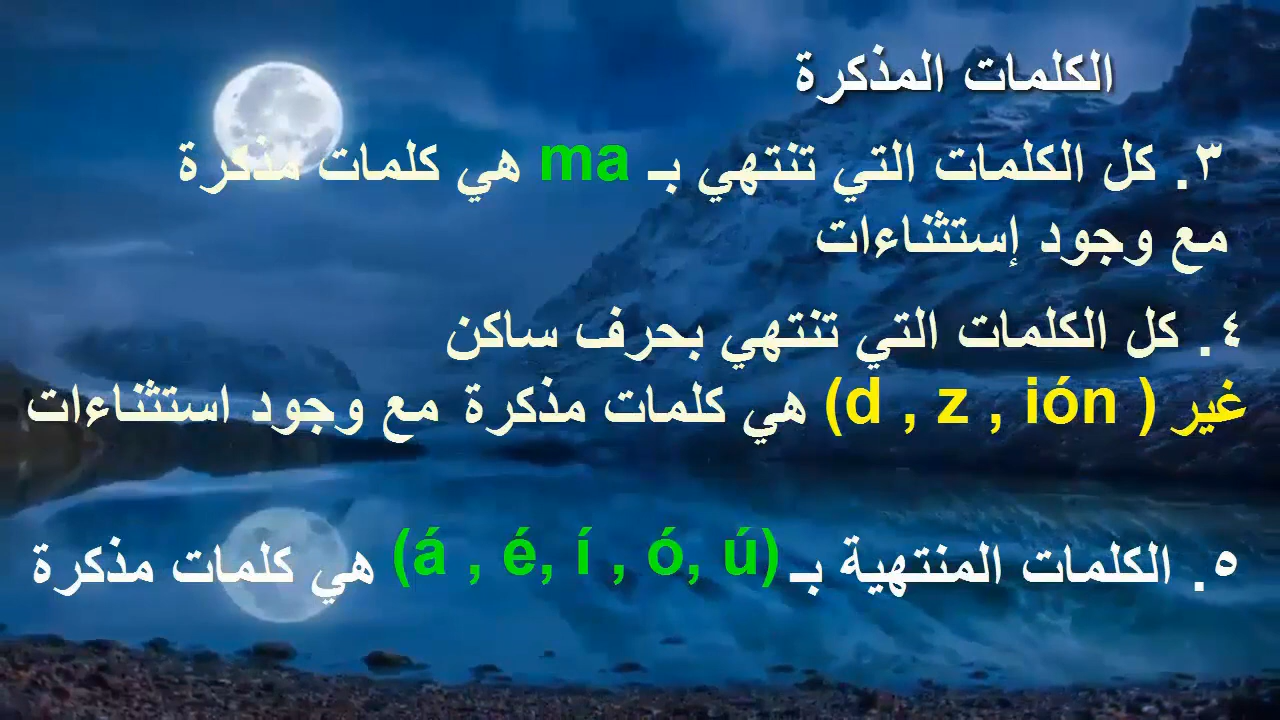 الكلمات المذكرة
٣. كل الكلمات التي تنتهي بـ ma هي كلمات مذكرة
مع وجود إستثناءات
٤. كل الكلمات التي تنتهي بحرف ساكن
غير ( d , z , ión) هي كلمات مذكرة مع وجود استثناءات
٥. الكلمات المنتهية بـ (á , é, í , ó, ú) هي كلمات مذكرة